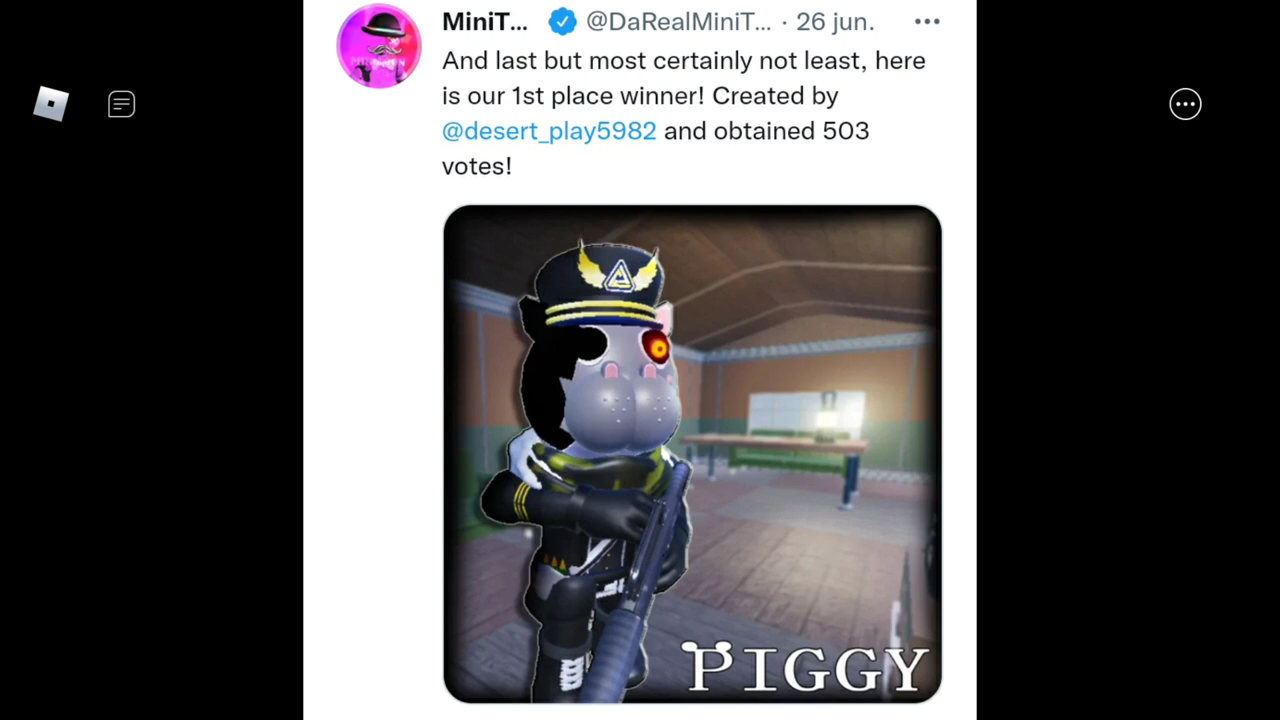 MiniT... @DaRealMiniT... · 26 jun.
And last but most certainly not least, here
is our 1st place winner! Created by
@desert_play5982 and obtained 503
votes!
PIGGY